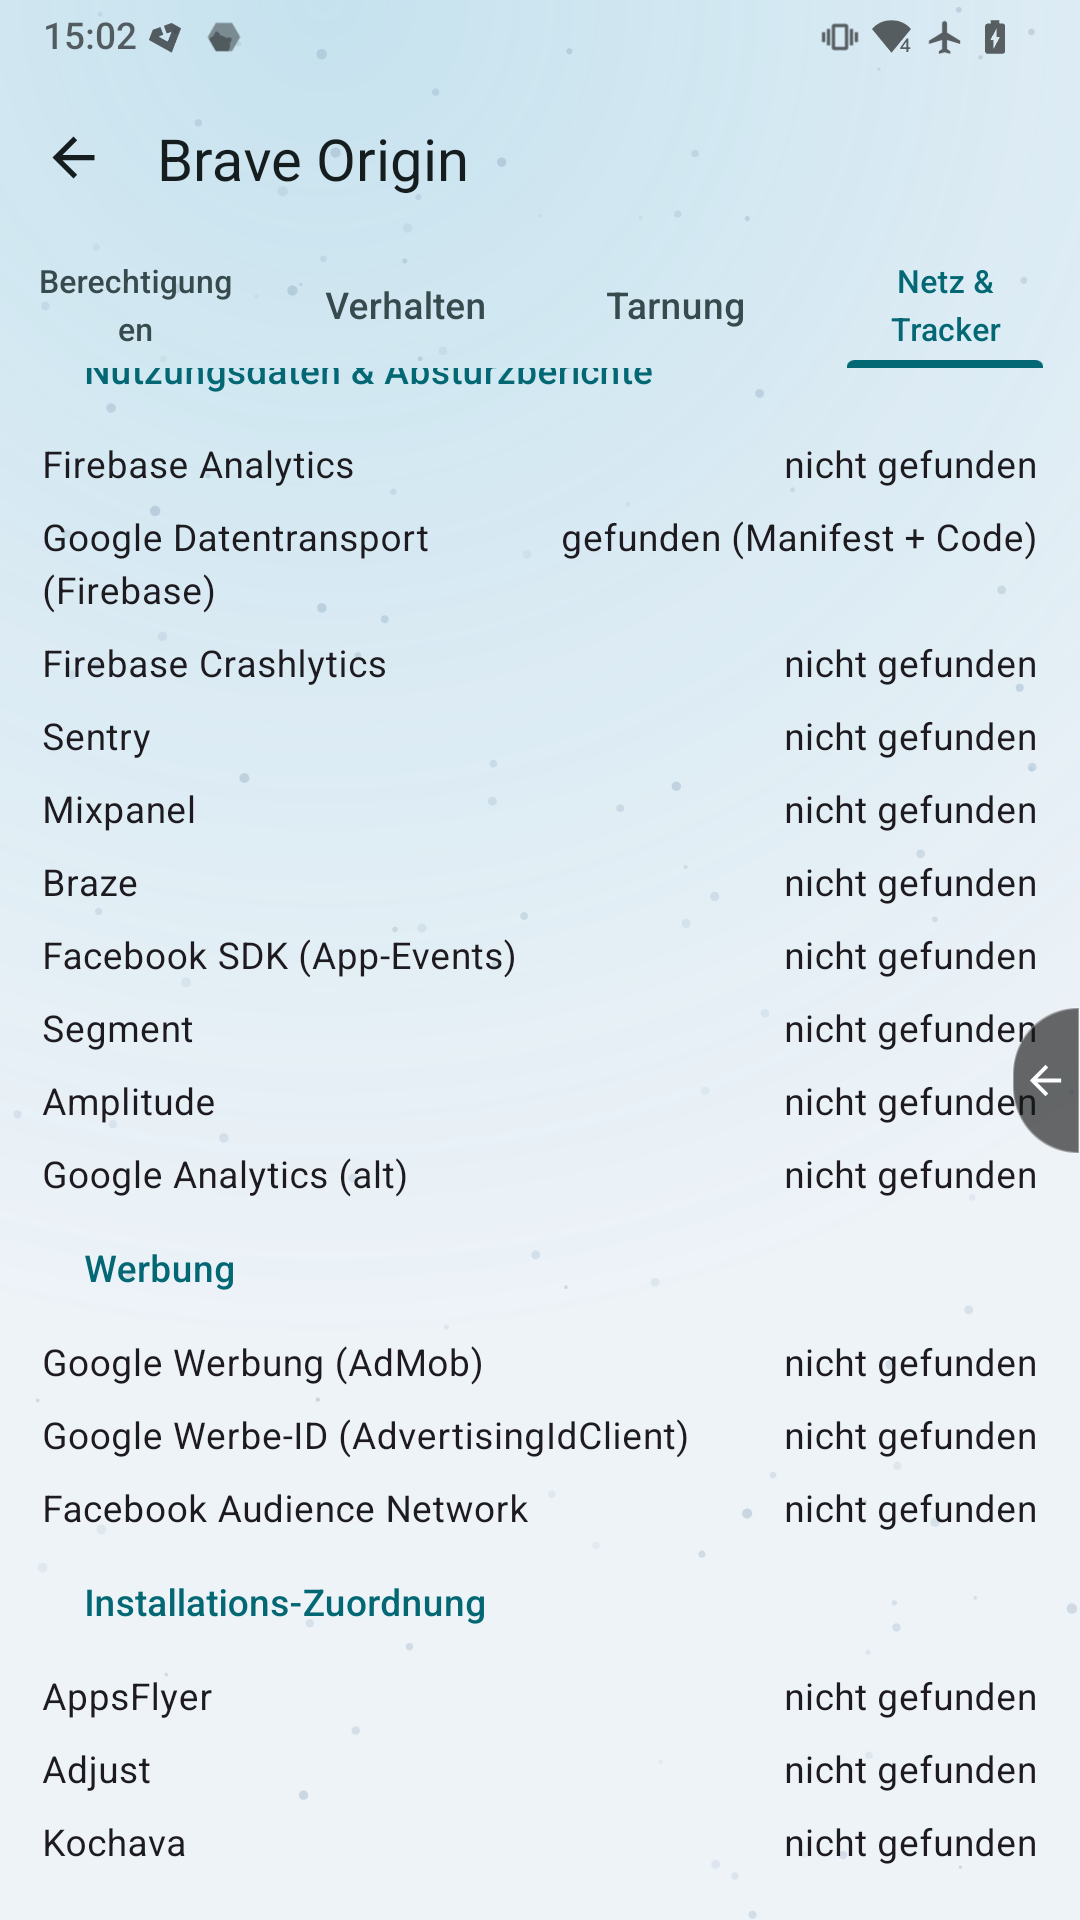 15:02
4
Brave Origin
Berechtigung
en
Verhalten
Tarnung
Netz &
Tracker
Nutzungsdaten & Absturzberichte
Firebase Analytics nicht gefunden
Google Datentransport gefunden (Manifest + Code)
(Firebase)
Firebase Crashlytics nicht gefunden
Sentry nicht gefunden
Mixpanel nicht gefunden
Braze nicht gefunden
Facebook SDK (App-Events) nicht gefunden
Segment nicht gefunden
Amplitude nicht gefunden
Google Analytics (alt) nicht gefunden
Werbung
Google Werbung (AdMob) nicht gefunden
Google Werbe-ID (AdvertisingIdClient) nicht gefunden
Facebook Audience Network nicht gefunden
Installations-Zuordnung
AppsFlyer nicht gefunden
Adjust nicht gefunden
Kochava nicht gefunden